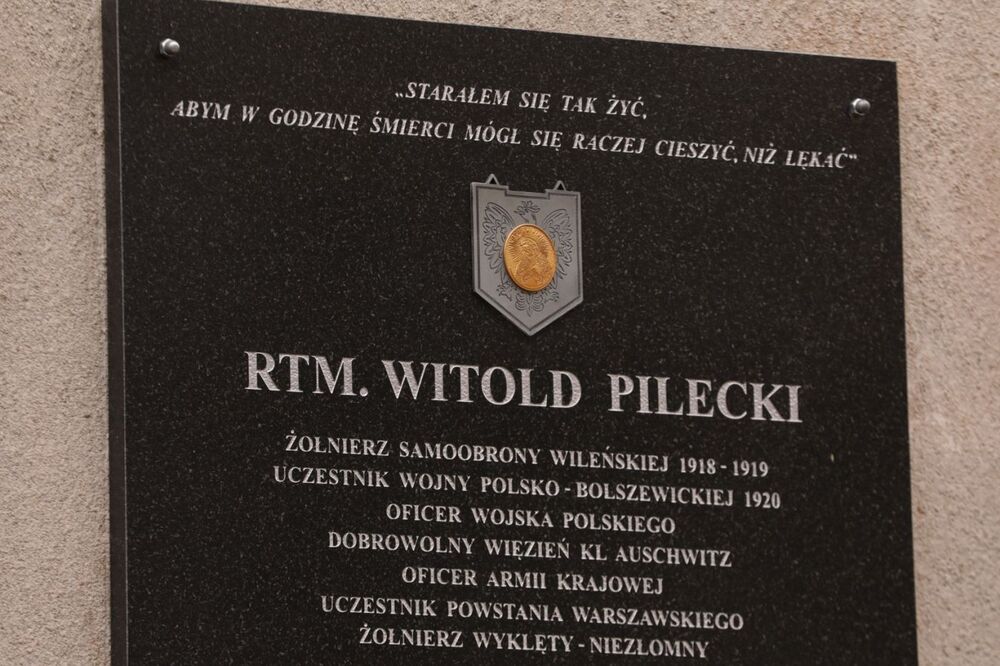 „STARAŁEM SIĘ TAK ŻYĆ,
ABYM W GODZINĘ ŚMIERCI MÓGŁ SIĘ RACZEJ CIESZYĆ, NIŻ LĘKAĆ”
RTM. WITOLD PILECKI
ŻOŁNIERZ SAMOOBRONY WILEŃSKIEJ 1918 - 1919
UCZESTNIK WOJNY POLSKO - BOLSZEWICKIEJ 1920
OFICER WOJSKA POLSKIEGO
DOBROWOLNY WIĘZIEŃ KL AUSCHWITZ
OFICER ARMII KRAJOWEJ
UCZESTNIK POWSTANIA WARSZAWSKIEGO
ŻOŁNIERZ WYKLĘTY - NIEZŁOMNY